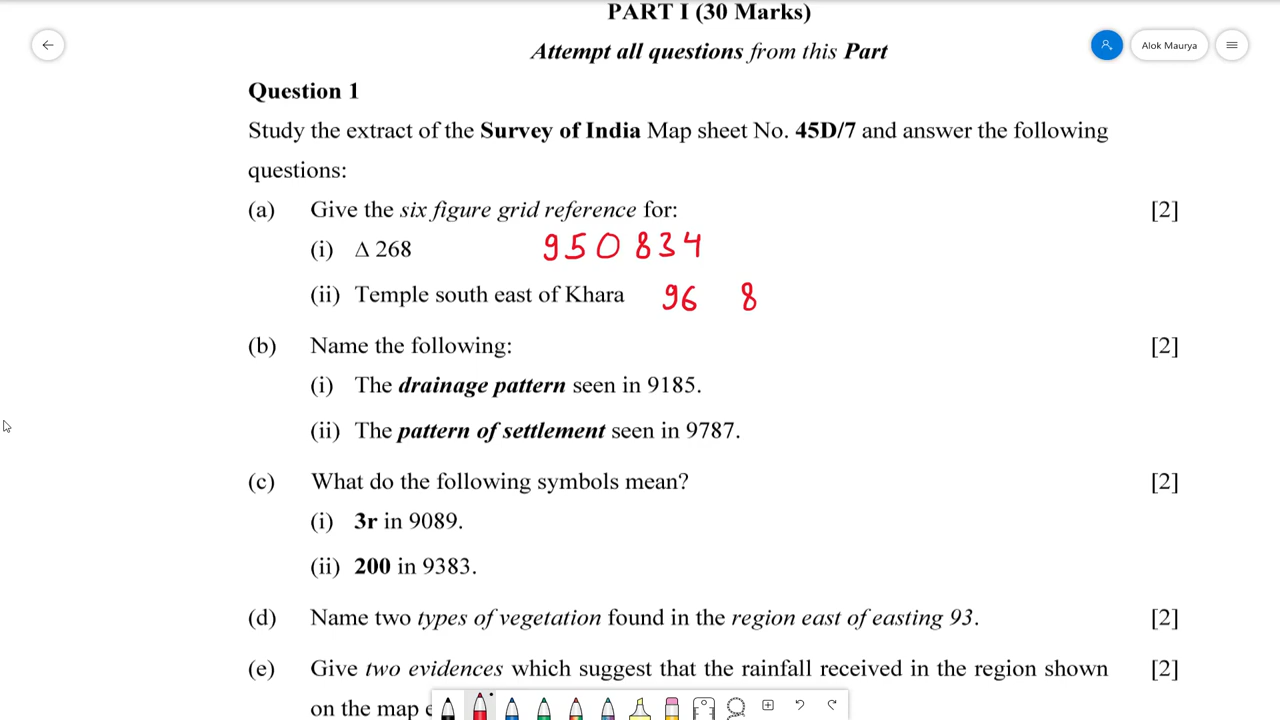 PART I (30 Marks)
Attempt all questions from this Part
Alok Maurya
Question 1
Study the extract of the Survey of India Map sheet No. 45D/7 and answer the following
questions:
(a) Give the six figure grid reference for: [2]
(i) Δ 268 950834
(ii) Temple south east of Khara 96 8
(b) Name the following: [2]
(i) The drainage pattern seen in 9185.
(ii) The pattern of settlement seen in 9787.
(c) What do the following symbols mean? [2]
(i) 3r in 9089.
(ii) 200 in 9383.
(d) Name two types of vegetation found in the region east of easting 93. [2]
(e) Give two evidences which suggest that the rainfall received in the region shown [2]
on the map